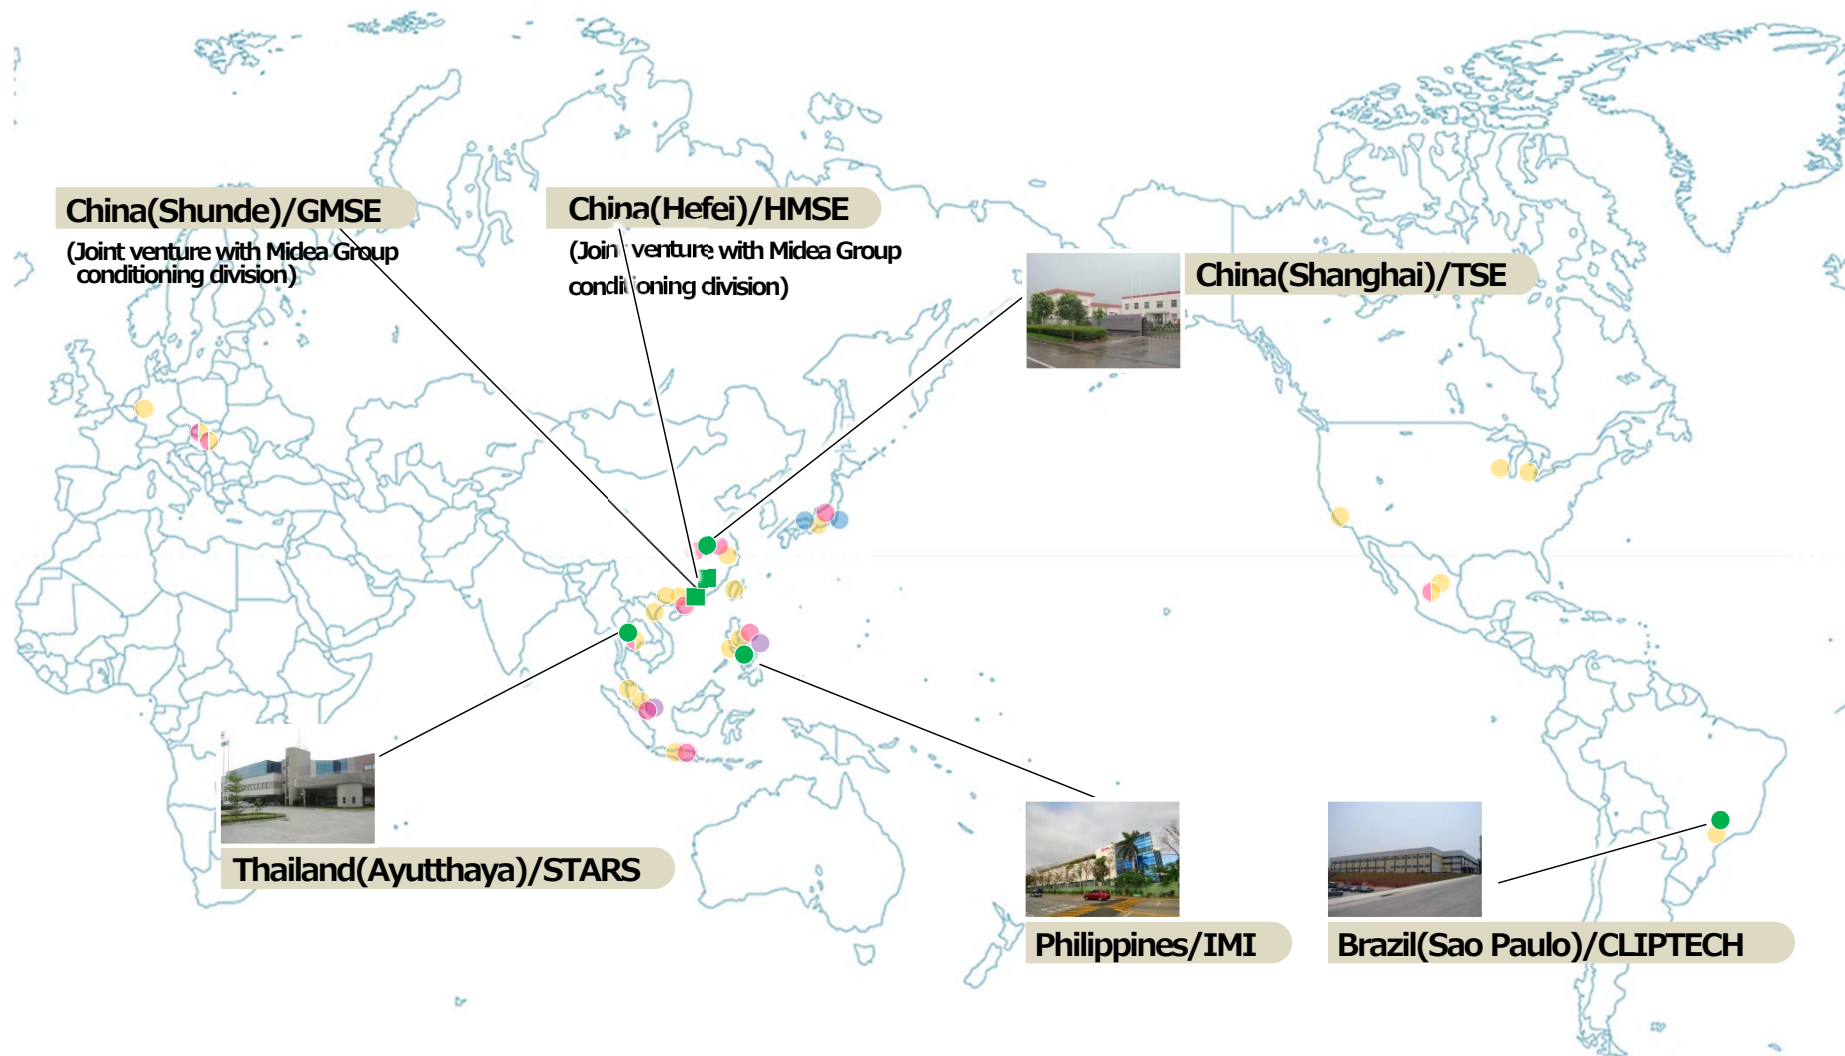 China(Shunde)/GMSE
(Joint venture with Midea Group
conditioning division)
China(Hefei)/HMSE
(Joint venture with Midea Group
conditioning division)
China(Shanghai)/TSE
Thailand(Ayutthaya)/STARS
Philippines/IMI
Brazil(Sao Paulo)/CLIPTECH